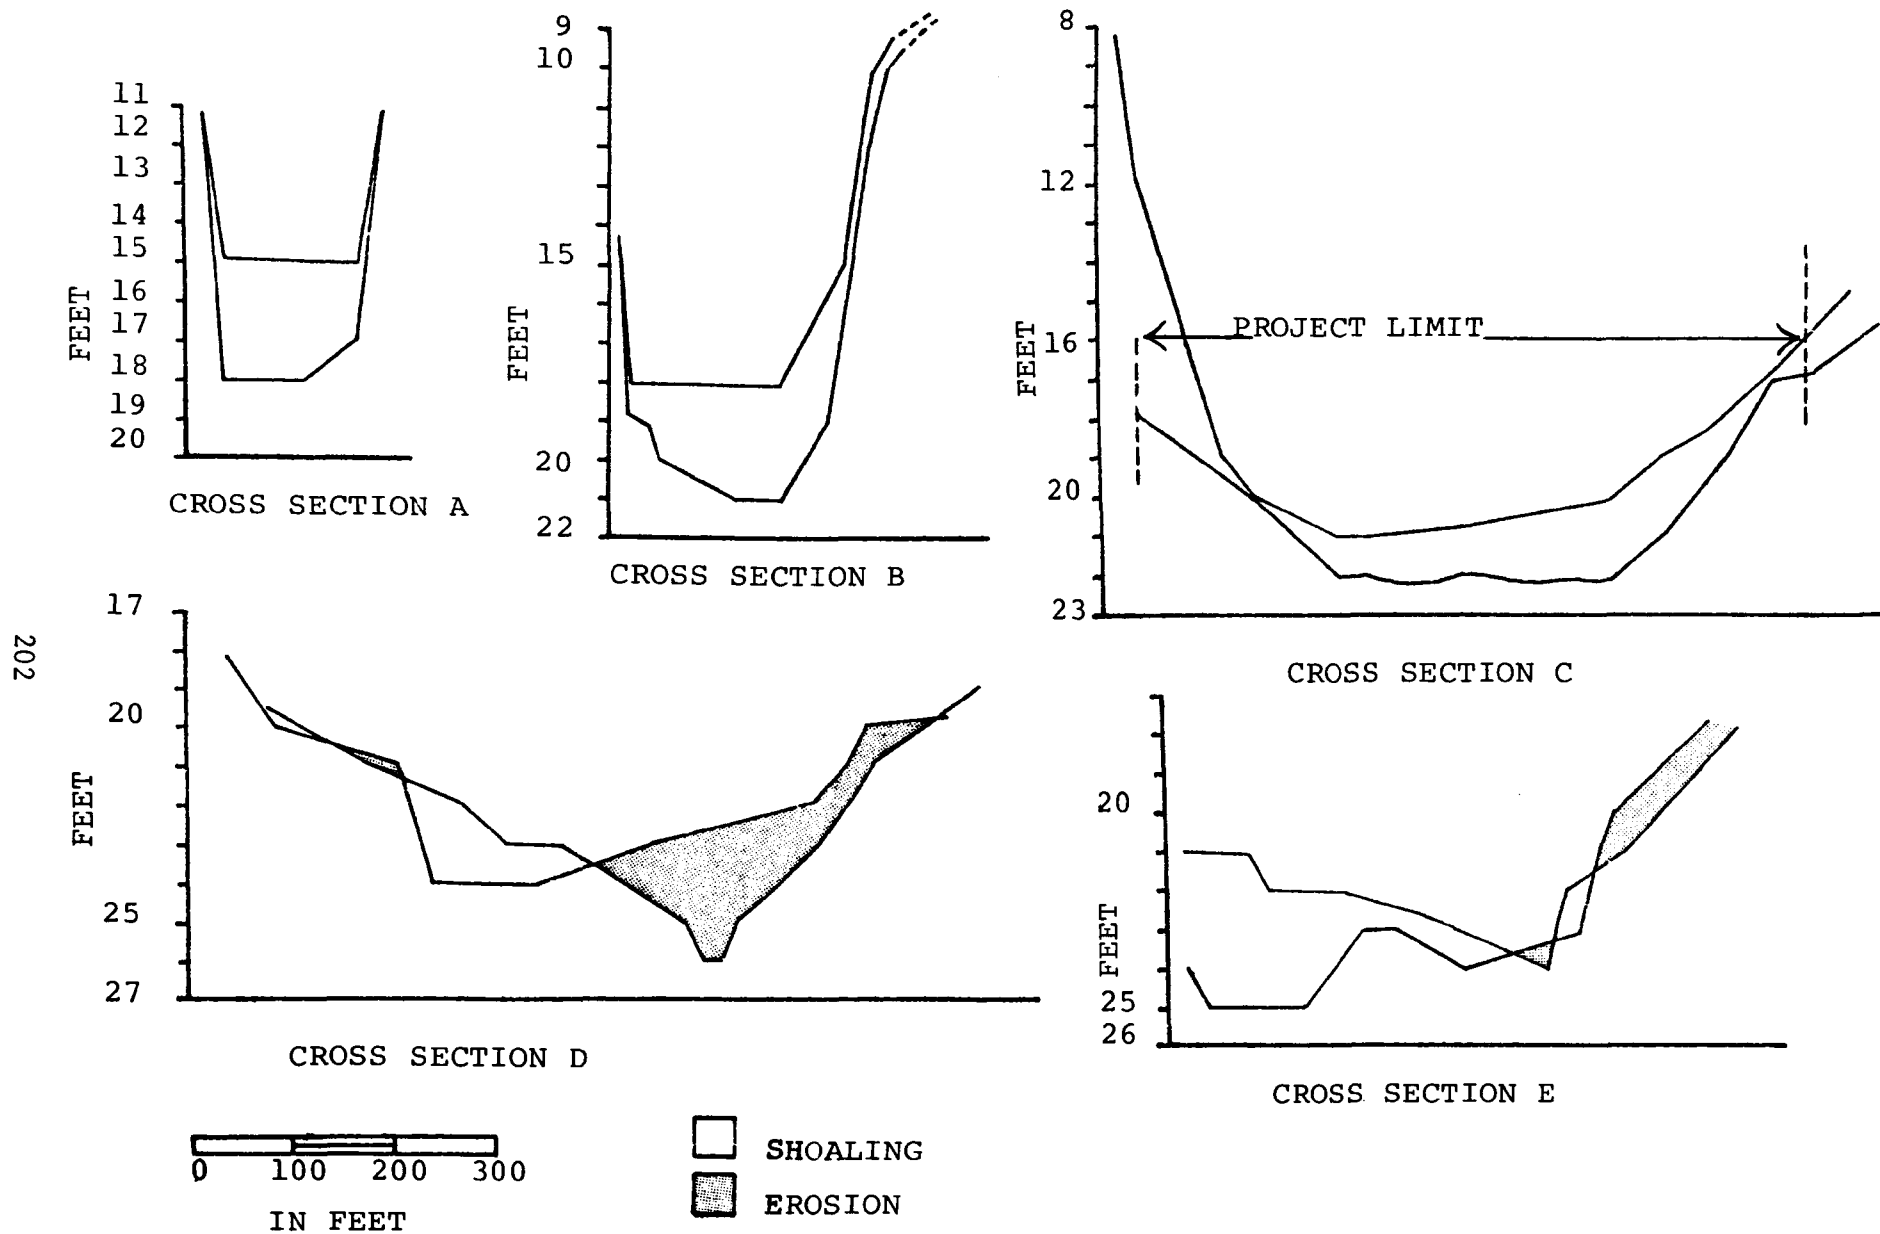 11
12
13
14
15
16
17
18
19
20
FEET
CROSS SECTION A
9
10
15
20
22
FEET
CROSS SECTION B
8
12
16
20
23
FEET
PROJECT LIMIT
CROSS SECTION C
202
17
20
25
27
FEET
CROSS SECTION D
20
25
26
FEET
CROSS SECTION E
0 100 200 300
IN FEET
SHOALING
EROSION